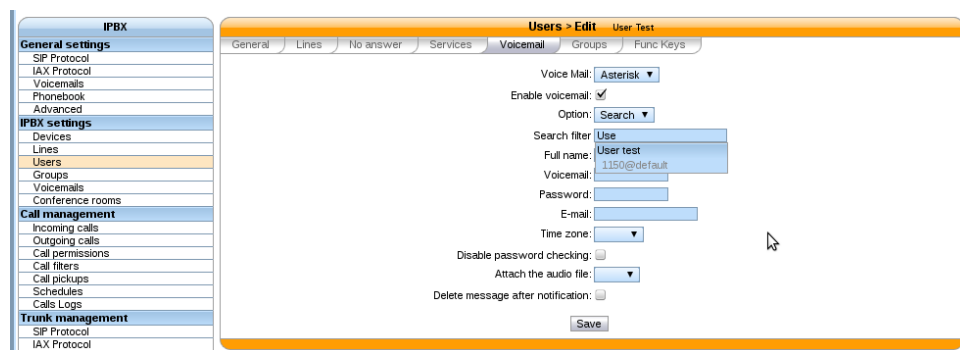 IPBX
General settings
SIP Protocol
IAX Protocol
Voicemails
Phonebook
Advanced
IPBX settings
Devices
Lines
Users
Groups
Voicemails
Conference rooms
Call management
Incoming calls
Outgoing calls
Call permissions
Call filters
Call pickups
Schedules
Calls Logs
Trunk management
SIP Protocol
IAX Protocol
Users > Edit User Test
General Lines No answer Services Voicemail Groups Func Keys
Voice Mail: Asterisk ▼
Enable voicemail:
Option: Search ▼
Search filter Use
User test
1150@default
Full name:
Voicemail:
Password:
E-mail:
Time zone: ▼
Disable password checking:
Attach the audio file: ▼
Delete message after notification:
Save